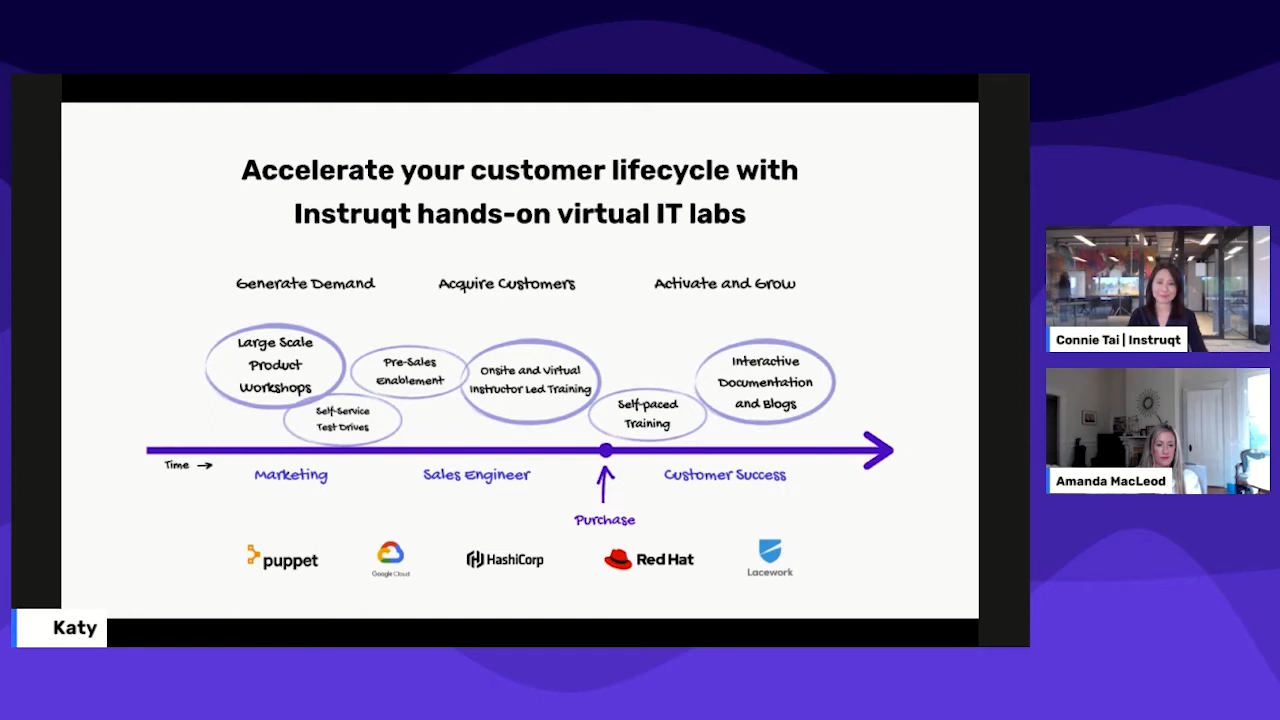 Accelerate your customer lifecycle with
Instruqt hands-on virtual IT labs
Generate Demand
Acquire Customers
Activate and Grow
Large Scale
Product
Workshops
Pre-Sales
Enablement
Onsite and Virtual
Instructor Led Training
Interactive
Documentation
and Blogs
Self-Service
Test Drives
Self-paced
Training
Time →
Marketing
Sales Engineer
Customer Success
Purchase
puppet
Google Cloud
HashiCorp
Red Hat
Lacework
Katy
Connie Tai | Instruqt
Amanda MacLeod